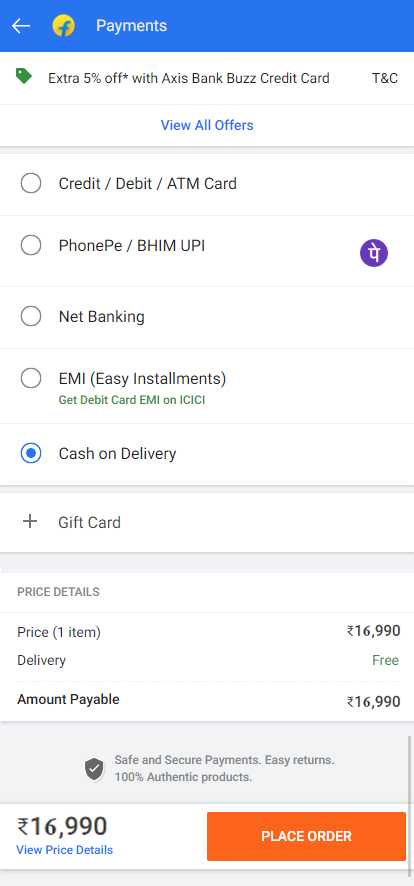 Payments
Extra 5% off* with Axis Bank Buzz Credit Card T&C
View All Offers
Credit / Debit / ATM Card
PhonePe / BHIM UPI
पे
Net Banking
EMI (Easy Installments)
Get Debit Card EMI on ICICI
Cash on Delivery
+ Gift Card
PRICE DETAILS
Price (1 item) ₹16,990
Delivery Free
Amount Payable ₹16,990
Safe and Secure Payments. Easy returns.
100% Authentic products.
₹16,990
View Price Details
PLACE ORDER